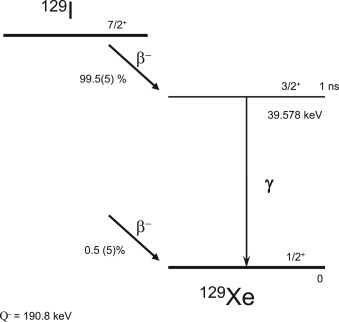 ¹²⁹I
7/2⁺
β⁻
99.5(5) %
3/2⁺ 1 ns
39.578 keV
γ
β⁻
0.5 (5)%
1/2⁺
0
¹²⁹Xe
Q⁻ = 190.8 keV